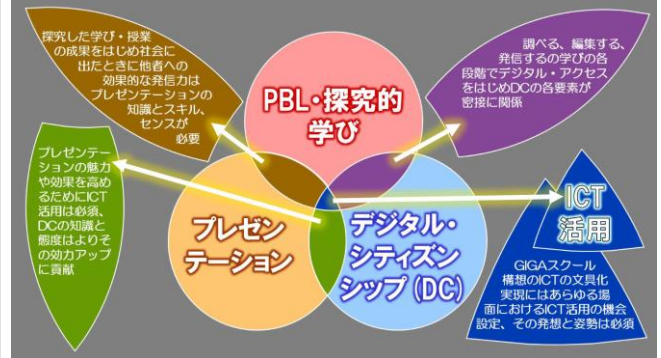 探究した学び・授業
の成果をはじめ社会に
出たときに他者への
効果的な発信力は
プレゼンテーションの
知識とスキル、
センスが
必要
PBL・探究的
学び
調べる、編集する、
発信するの学びの各
段階でデジタル・アクセス
をはじめDCの各要素が
密接に関係
プレゼンテー
ションの魅力
や効果を高め
るためにICT
活用は必須、
DCの知識と
態度はよりそ
の効力アップ
に貢献
プレゼン
テーション
デジタル・
シティズン
シップ(DC)
ICT
活用
GIGAスクール
構想のICTの文具化
実現にはあらゆる場
面におけるICT活用の機会
設定、その発想と姿勢は必須